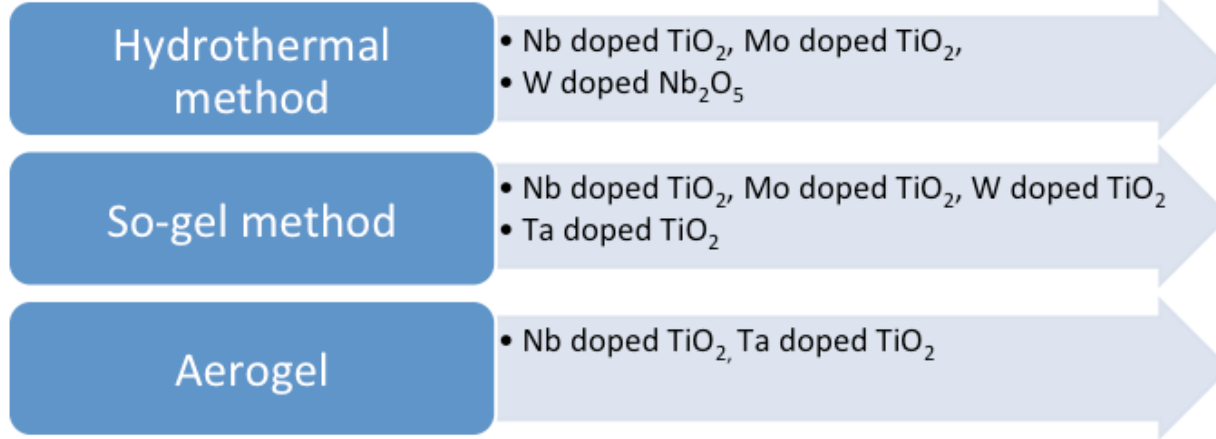 Hydrothermal
method
• Nb doped TiO₂, Mo doped TiO₂,
• W doped Nb₂O₅
So-gel method
• Nb doped TiO₂, Mo doped TiO₂, W doped TiO₂
• Ta doped TiO₂
Aerogel
• Nb doped TiO₂, Ta doped TiO₂